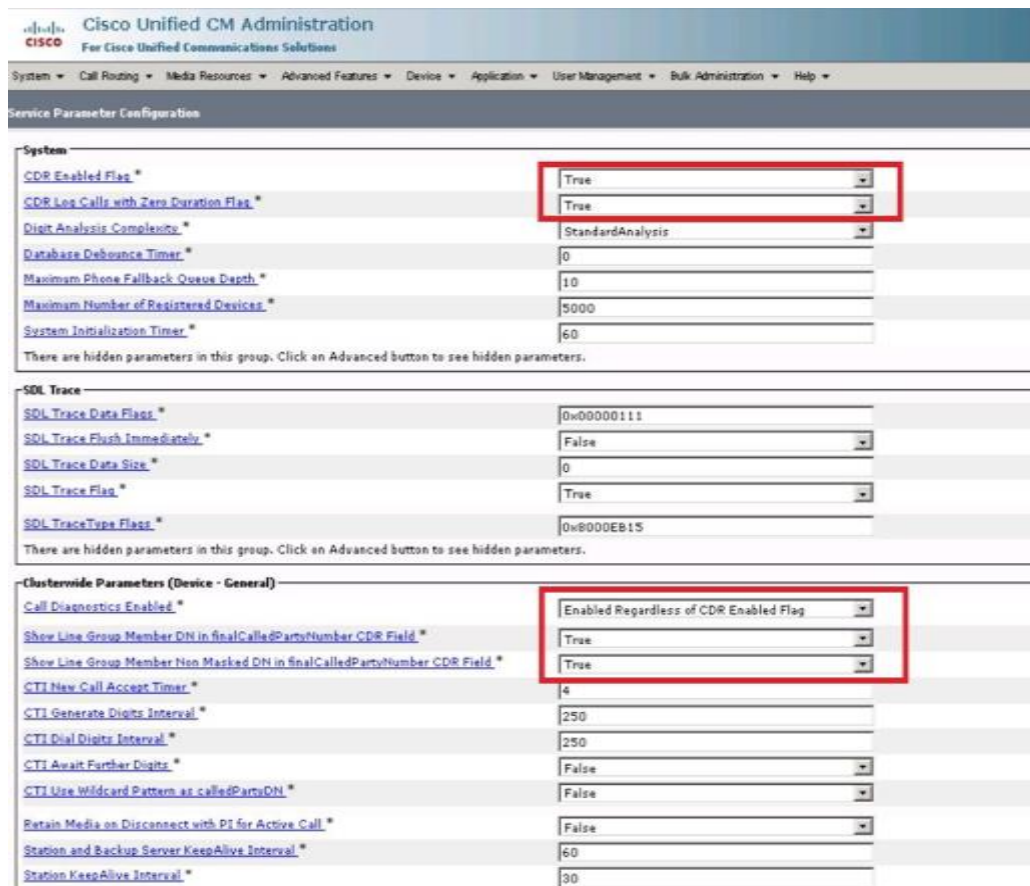 Cisco Unified CM Administration
CISCO
For Cisco Unified Communications Solutions
System Call Routing Media Resources Advanced Features Device Application User Management Bulk Administration Help
Service Parameter Configuration
System
CDR Enabled Flag * True
CDR Log Calls with Zero Duration Flag * True
Digit Analysis Complexity * StandardAnalysis
Database Debounce Timer * 0
Maximum Phone Fallback Queue Depth * 10
Maximum Number of Registered Devices * 5000
System Initialization Timer * 60
There are hidden parameters in this group. Click on Advanced button to see hidden parameters.
SDL Trace
SDL Trace Data Flags * 0x00000111
SDL Trace Flush Immediately * False
SDL Trace Data Size * 0
SDL Trace Flag * True
SDL TraceType Flags * 0x8000EB15
There are hidden parameters in this group. Click on Advanced button to see hidden parameters.
Clusterwide Parameters (Device - General)
Call Diagnostics Enabled * Enabled Regardless of CDR Enabled Flag
Show Line Group Member DN in finalCalledPartyNumber CDR Field * True
Show Line Group Member Non Masked DN in finalCalledPartyNumber CDR Field * True
CTI New Call Accept Timer * 4
CTI Generate Digits Interval * 250
CTI Dial Digits Interval * 250
CTI Await Further Digits * False
CTI Use Wildcard Pattern as calledPartyDN * False
Retain Media on Disconnect with PI for Active Call * False
Station and Backup Server KeepAlive Interval * 60
Station KeepAlive Interval * 30